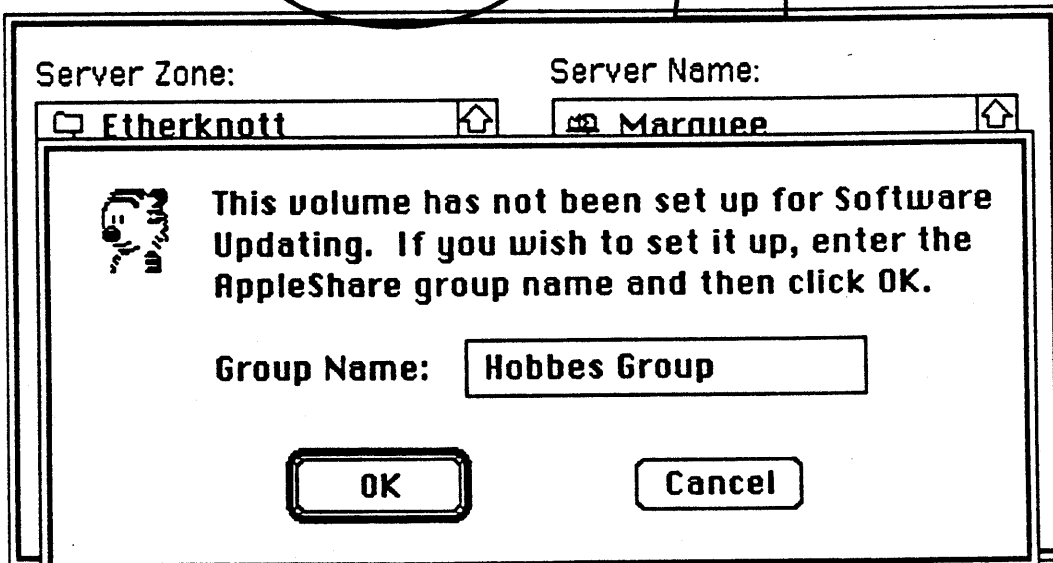 Server Zone: Server Name:
Etherknott Marquee
This volume has not been set up for Software
Updating. If you wish to set it up, enter the
AppleShare group name and then click OK.
Group Name: Hobbes Group
OK Cancel